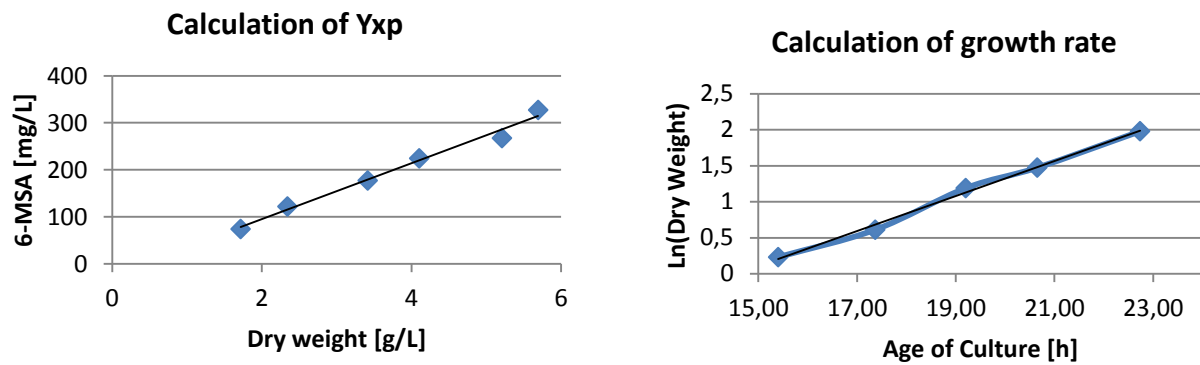 Calculation of Yxp
400
300
200
100
0
6-MSA [mg/L]
0 2 4 6
Dry weight [g/L]
Calculation of growth rate
2,5
2
1,5
1
0,5
0
Ln(Dry Weight)
15,00 17,00 19,00 21,00 23,00
Age of Culture [h]